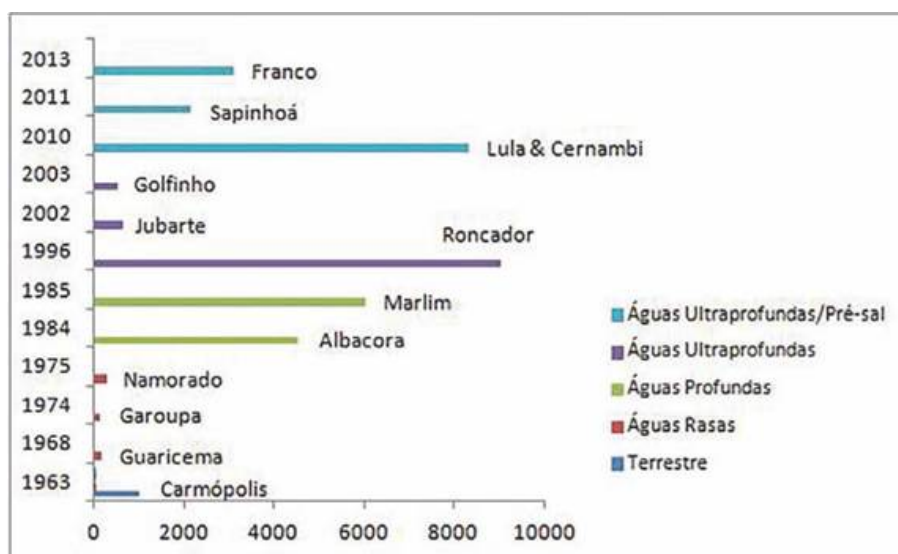 2013
Franco
2011
Sapinhoá
2010
Lula & Cernambi
2003
Golfinho
2002
Jubarte
Roncador
1996
1985
Marlim
1984
Albacora
1975
Namorado
1974
Garoupa
1968
Guaricema
1963
Carmópolis
0 2000 4000 6000 8000 10000
Águas Ultraprofundas/Pré-sal
Águas Ultraprofundas
Águas Profundas
Águas Rasas
Terrestre